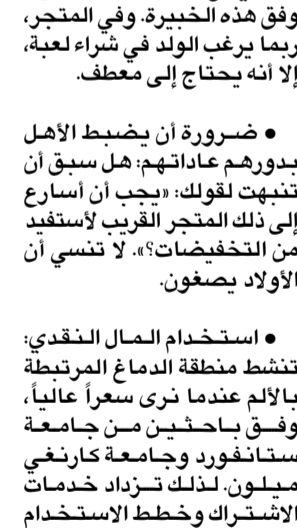 وفق هذه الخبيرة. وفي المتجر،
ربما يرغب الولد في شراء لعبة،
إلا أنه يحتاج إلى معطف.
● ضرورة أن يضبط الأهل
بدورهم عاداتهم: هل سبق أن
تنبهت لقولك: «يجب أن أسارع
إلى ذلك المتجر القريب لأستفيد
من التخفيضات؟». لا تنسي أن
الأولاد يصغون.
● استخدام المال النقدي:
تنشط منطقة الدماغ المرتبطة
بالألم عندما نرى سعراً عالياً،
وفق باحثين من جامعة
ستانفورد وجامعة كارنغي
ميلون. لذلك تزداد خدمات
الاشتراك وخطط الاستخدام